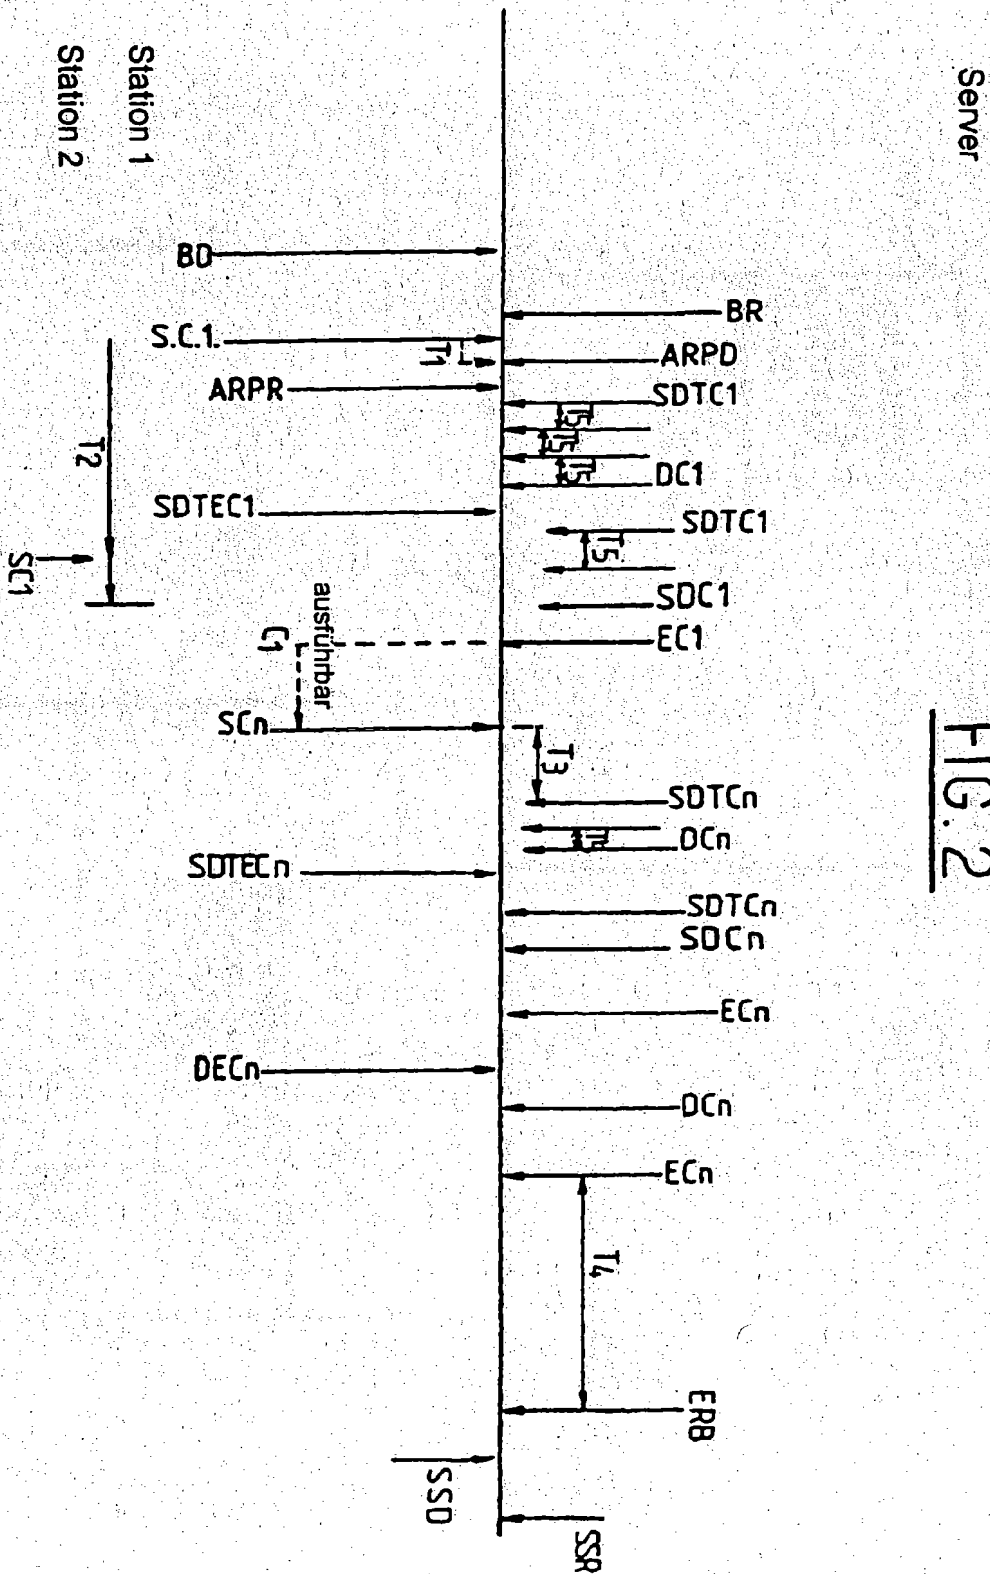 Server
Station 1
Station 2
FIG. 2
BD
BR
S.C.1.
T1
ARPD
ARPR
SDTC1
T5
T5
T5
DC1
T2
SDTEC1
SDTC1
T5
SC1
SDC1
EC1
C1
ausführbar
SCn
T3
SDTCn
DCn
SDTECn
SDTCn
SDCn
ECn
DECn
DCn
ECn
T4
ERB
SSD
SSR